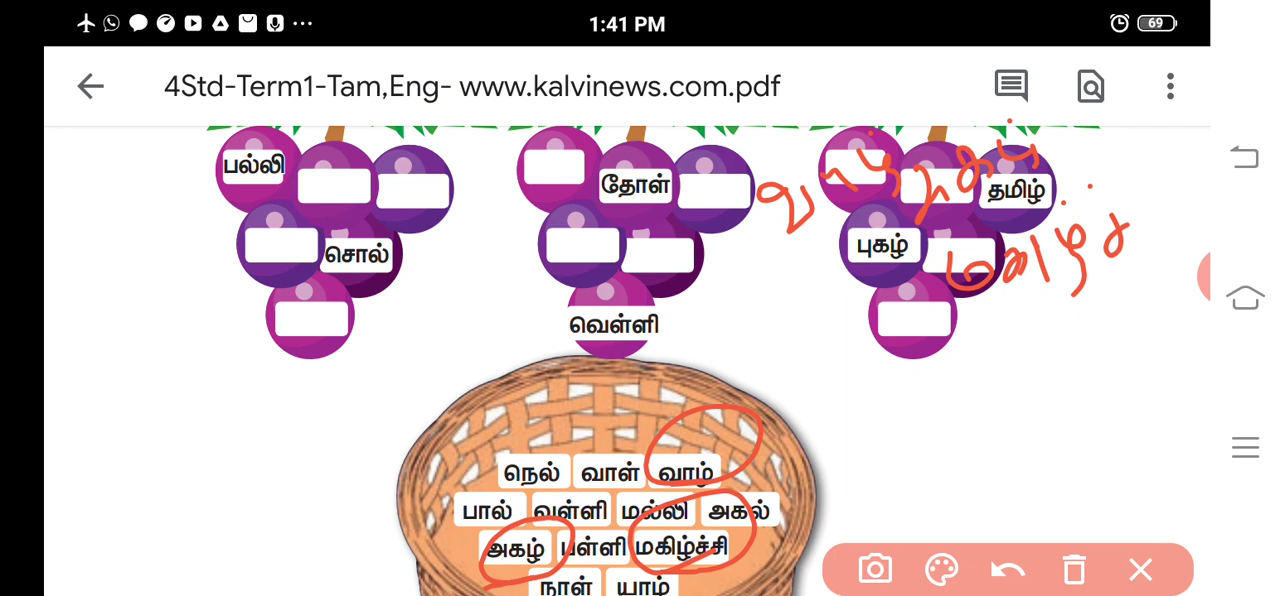 1:41 PM
69
4Std-Term1-Tam,Eng- www.kalvinews.com.pdf
பல்லி
தோள்
தமிழ்
சொல்
புகழ்
வெள்ளி
நெல் வாள் வாழ்
பால் வள்ளி மல்லி அகல்
அகழ் பள்ளி மகிழ்ச்சி
நாள் யாழ்